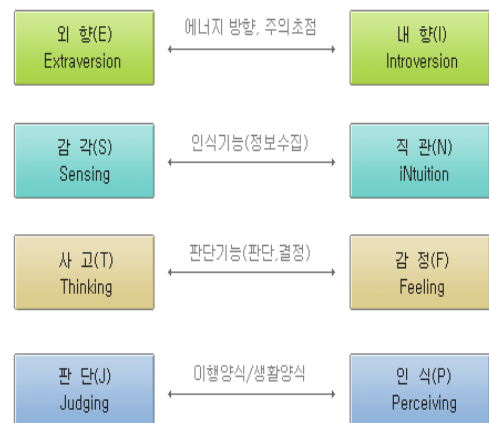 외 향(E)
Extraversion
에너지 방향, 주의초점
내 향(I)
Introversion
감 각(S)
Sensing
인식기능(정보수집)
직 관(N)
iNtuition
사 고(T)
Thinking
판단기능(판단,결정)
감 정(F)
Feeling
판 단(J)
Judging
이행양식/생활양식
인 식(P)
Perceiving